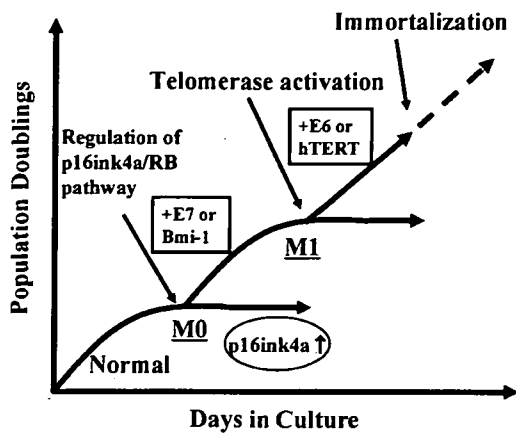 Immortalization
Telomerase activation
+E6 or
hTERT
Regulation of
p16ink4a/RB
pathway
+E7 or
Bmi-1
M1
M0
p16ink4a ↑
Normal
Population Doublings
Days in Culture